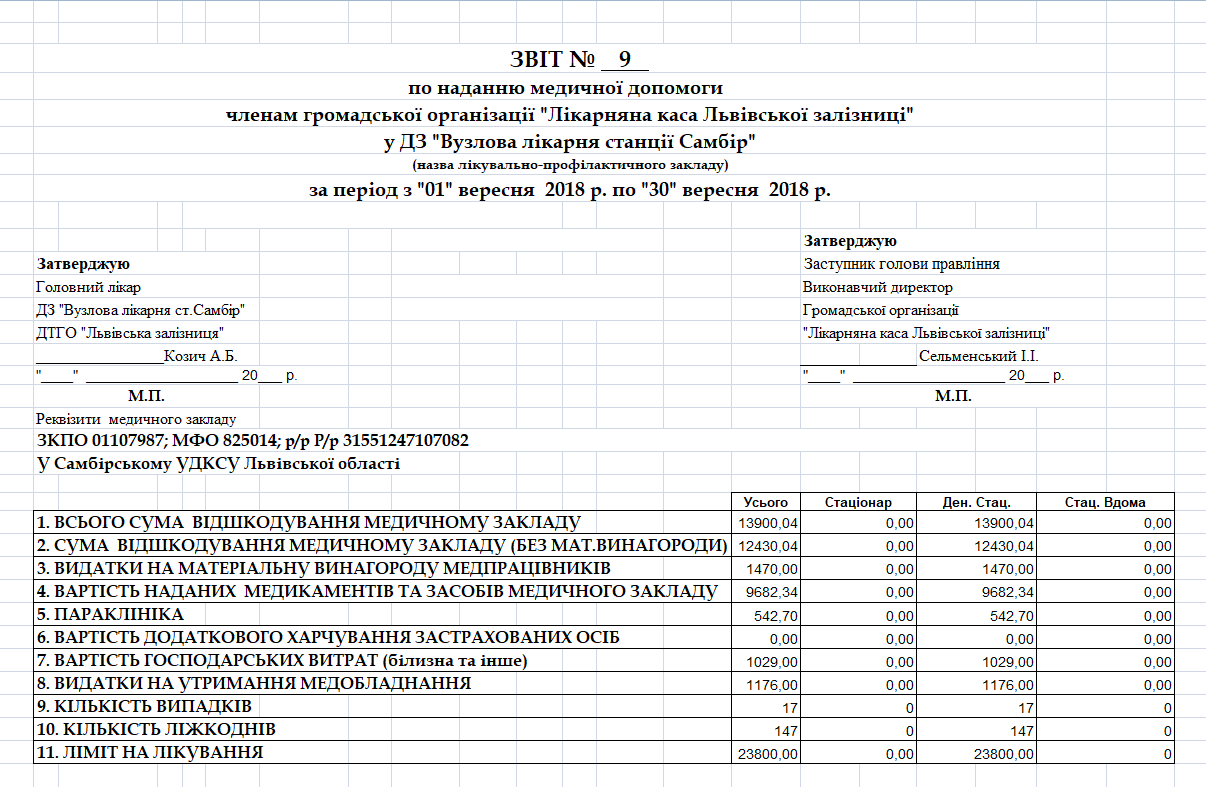 ЗВІТ № 9
по наданню медичної допомоги
членам громадської організації "Лікарняна каса Львівської залізниці"
у ДЗ "Вузлова лікарня станції Самбір"
(назва лікувально-профілактичного закладу)
за період з "01" вересня 2018 р. по "30" вересня 2018 р.
Затверджую
Затверджую
Заступник голови правління
Головний лікар
Виконавчий директор
ДЗ "Вузлова лікарня ст.Самбір"
Громадської організації
ДТГО "Львівська залізниця"
"Лікарняна каса Львівської залізниці"
_________________Козич А.Б.
_______________ Сельменський І.І.
"____" ____________________ 20___ р.
"____" ____________________ 20___ р.
М.П.
М.П.
Реквізити медичного закладу
ЗКПО 01107987; МФО 825014; р/р Р/р 31551247107082
У Самбірському УДКСУ Львівської області
Усього Стаціонар Ден. Стац. Стац. Вдома
1. ВСЬОГО СУМА ВІДШКОДУВАННЯ МЕДИЧНОМУ ЗАКЛАДУ 13900,04 0,00 13900,04 0,00
2. СУМА ВІДШКОДУВАННЯ МЕДИЧНОМУ ЗАКЛАДУ (БЕЗ МАТ.ВИНАГОРОДИ) 12430,04 0,00 12430,04 0,00
3. ВИДАТКИ НА МАТЕРІАЛЬНУ ВИНАГОРОДУ МЕДПРАЦІВНИКІВ 1470,00 0,00 1470,00 0,00
4. ВАРТІСТЬ НАДАНИХ МЕДИКАМЕНТІВ ТА ЗАСОБІВ МЕДИЧНОГО ЗАКЛАДУ 9682,34 0,00 9682,34 0,00
5. ПАРАКЛІНІКА 542,70 0,00 542,70 0,00
6. ВАРТІСТЬ ДОДАТКОВОГО ХАРЧУВАННЯ ЗАСТРАХОВАНИХ ОСІБ 0,00 0,00 0,00 0,00
7. ВАРТІСТЬ ГОСПОДАРСЬКИХ ВИТРАТ (білизна та інше) 1029,00 0,00 1029,00 0,00
8. ВИДАТКИ НА УТРИМАННЯ МЕДОБЛАДНАННЯ 1176,00 0,00 1176,00 0,00
9. КІЛЬКІСТЬ ВИПАДКІВ 17 0 17 0
10. КІЛЬКІСТЬ ЛІЖКОДНІВ 147 0 147 0
11. ЛІМІТ НА ЛІКУВАННЯ 23800,00 0,00 23800,00 0